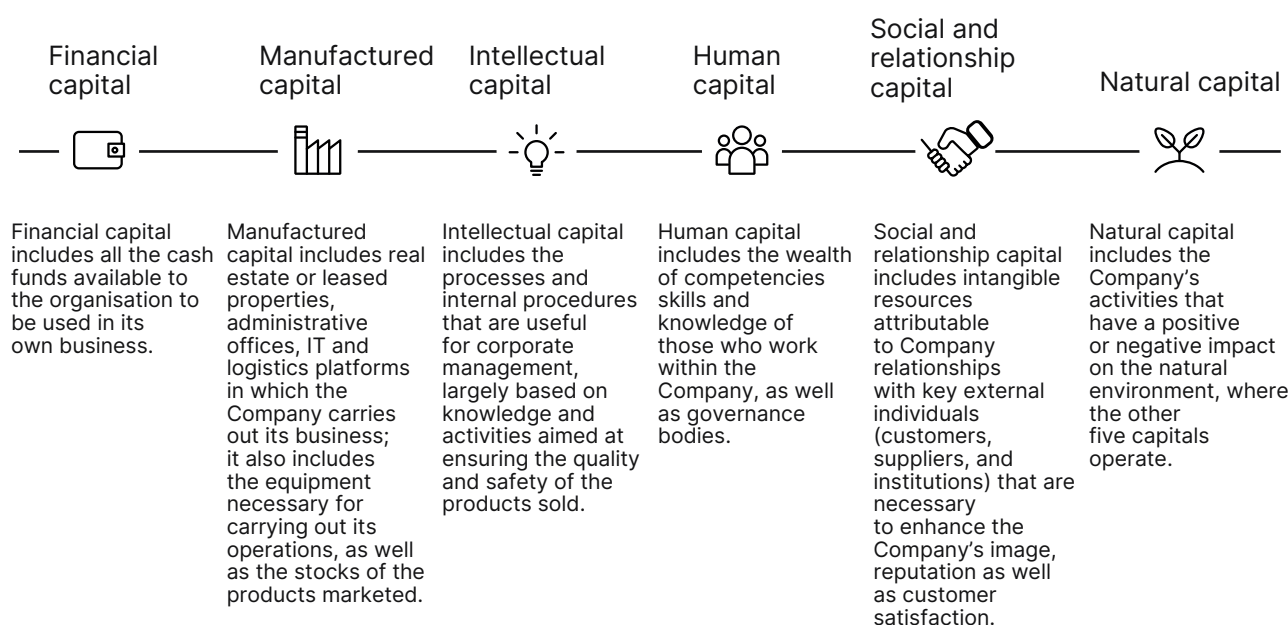 Financial
capital
Manufactured
capital
Intellectual
capital
Human
capital
Social and
relationship
capital
Natural capital
Financial capital
includes all the cash
funds available to
the organisation to
be used in its
own business.
Manufactured
capital includes real
estate or leased
properties,
administrative
offices, IT and
logistics platforms
in which the
Company carries
out its business;
it also includes
the equipment
necessary for
carrying out its
operations, as well
as the stocks of the
products marketed.
Intellectual capital
includes the
processes and
internal procedures
that are useful
for corporate
management,
largely based on
knowledge and
activities aimed at
ensuring the quality
and safety of the
products sold.
Human capital
includes the wealth
of competencies
skills and
knowledge of
those who work
within the
Company, as well
as governance
bodies.
Social and
relationship capital
includes intangible
resources
attributable
to Company
relationships
with key external
individuals
(customers,
suppliers, and
institutions) that are
necessary
to enhance the
Company’s image,
reputation as well
as customer
satisfaction.
Natural capital
includes the
Company’s
activities that
have a positive
or negative impact
on the natural
environment, where
the other
five capitals
operate.